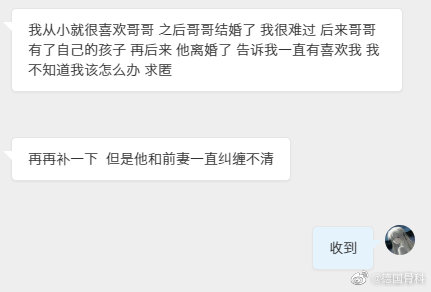 我从小就很喜欢哥哥 之后哥哥结婚了 我很难过 后来哥哥
有了自己的孩子 再后来 他离婚了 告诉我一直有喜欢我 我
不知道我该怎么办 求匿
再再补一下  但是他和前妻一直纠缠不清
收到
@德国骨科